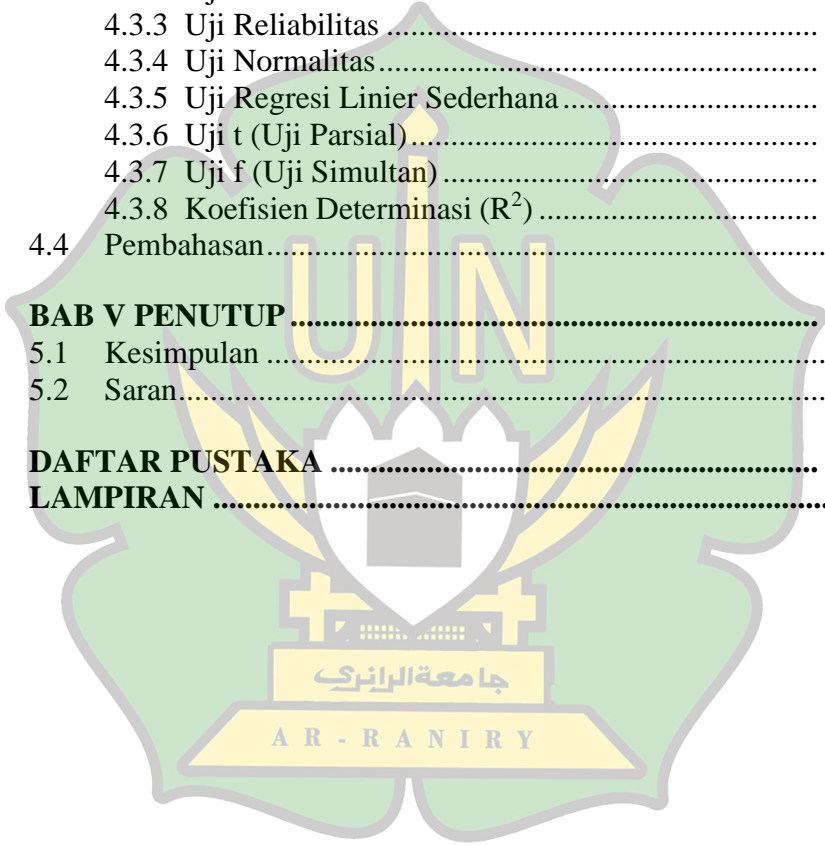 4.3.3 Uji Reliabilitas ......................................................
4.3.4 Uji Normalitas.......................................................
4.3.5 Uji Regresi Linier Sederhana................................
4.3.6 Uji t (Uji Parsial)...................................................
4.3.7 Uji f (Uji Simultan) ...............................................
4.3.8 Koefisien Determinasi (R²) ...................................
4.4 Pembahasan......................................................................
BAB V PENUTUP ...................................................................
5.1 Kesimpulan ......................................................................
5.2 Saran.................................................................................
DAFTAR PUSTAKA ..............................................................
LAMPIRAN .............................................................................
UIN
جامعة الرانري
AR-RANIRY